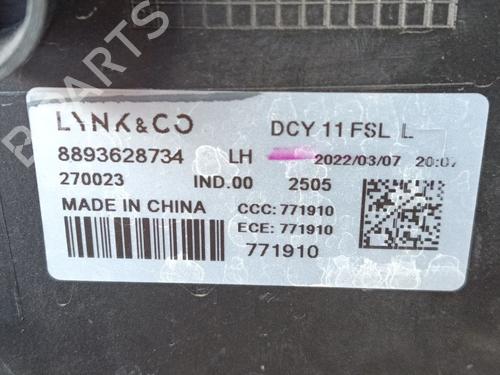 LYNK&CO DCY 11 FSL L
8893628734 LH 2022/03/07 20:07
270023 IND.00 2505
MADE IN CHINA CCC: 771910
ECE: 771910
771910
B PARTS